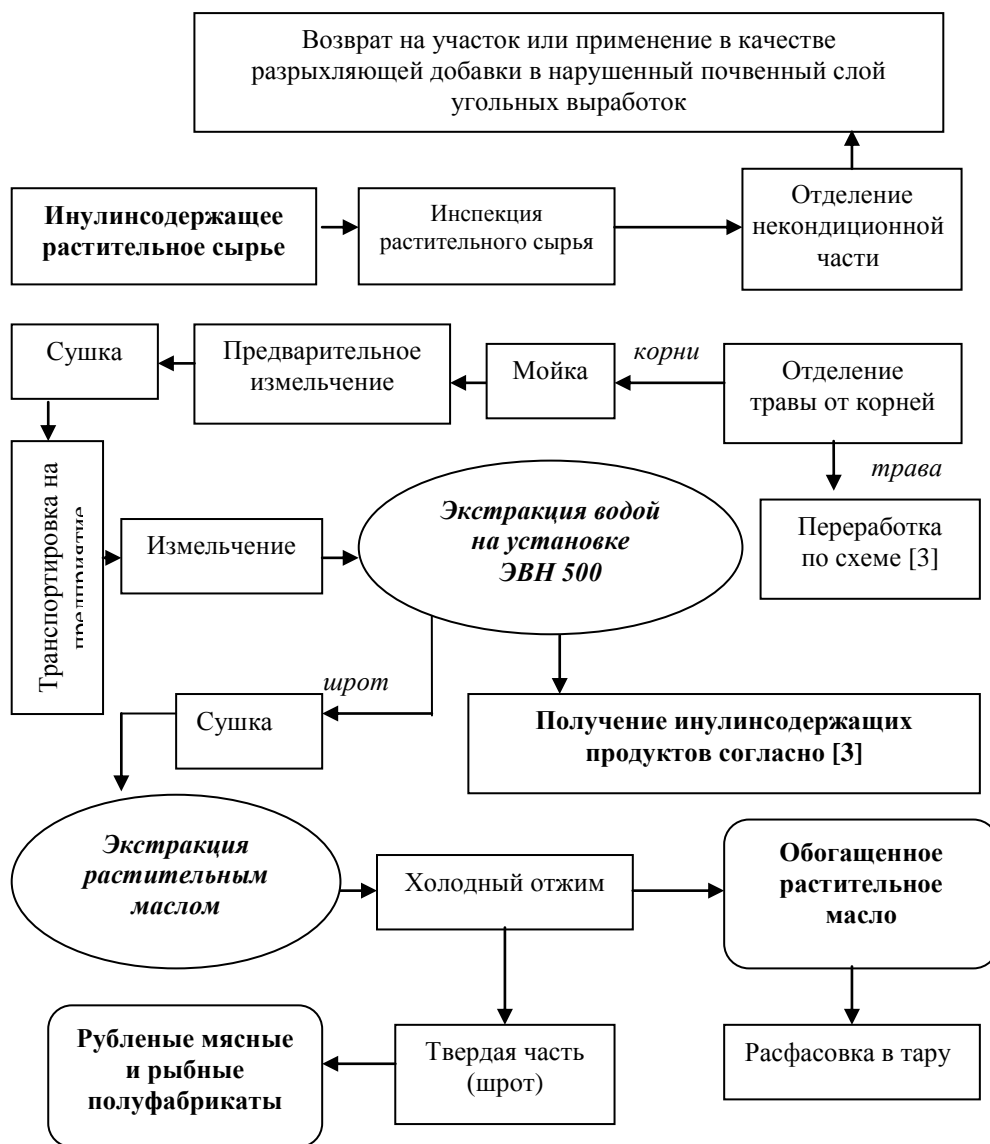 Возврат на участок или применение в качестве
разрыхляющей добавки в нарушенный почвенный слой
угольных выработок
Инулинсодержащее
растительное сырье
Инспекция
растительного сырья
Отделение
некондиционной
части
Сушка
Предварительное
измельчение
Мойка
корни
Отделение
травы от корней
трава
Транспортировка на
предприятие
Измельчение
Экстракция водой
на установке
ЭВН 500
Переработка
по схеме [3]
шрот
Сушка
Получение инулинсодержащих
продуктов согласно [3]
Экстракция
растительным
маслом
Холодный отжим
Обогащенное
растительное
масло
Рубленые мясные
и рыбные
полуфабрикаты
Твердая часть
(шрот)
Расфасовка в тару